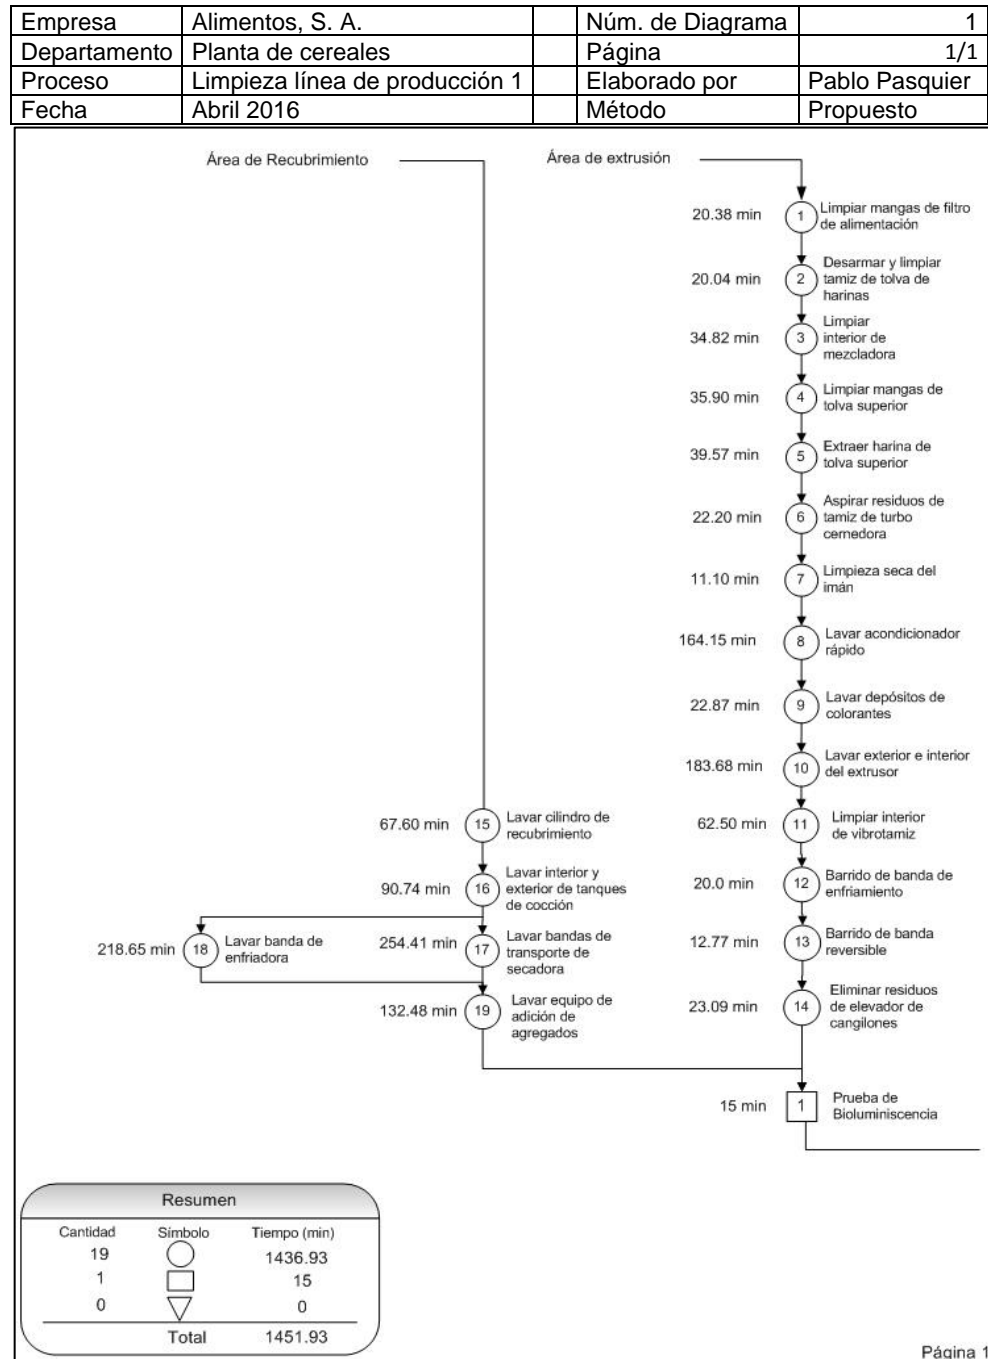 Empresa Alimentos, S. A. Núm. de Diagrama 1
Departamento Planta de cereales Página 1/1
Proceso Limpieza línea de producción 1 Elaborado por Pablo Pasquier
Fecha Abril 2016 Método Propuesto
Área de Recubrimiento
Área de extrusión
20.38 min 1 Limpiar mangas de filtro
de alimentación
20.04 min 2 Desarmar y limpiar
tamiz de tolva de
harinas
34.82 min 3 Limpiar
interior de
mezcladora
35.90 min 4 Limpiar mangas de
tolva superior
39.57 min 5 Extraer harina de
tolva superior
22.20 min 6 Aspirar residuos de
tamiz de turbo
cernedora
11.10 min 7 Limpieza seca del
imán
164.15 min 8 Lavar acondicionador
rápido
22.87 min 9 Lavar depósitos de
colorantes
183.68 min 10 Lavar exterior e interior
del extrusor
67.60 min 15 Lavar cilindro de
recubrimiento
62.50 min 11 Limpiar interior
de vibrotamiz
90.74 min 16 Lavar interior y
exterior de tanques
de cocción
20.0 min 12 Barrido de banda de
enfriamiento
218.65 min 18 Lavar banda de
enfriadora
254.41 min 17 Lavar bandas de
transporte de
secadora
12.77 min 13 Barrido de banda
reversible
132.48 min 19 Lavar equipo de
adición de
agregados
23.09 min 14 Eliminar residuos
de elevador de
cangilones
15 min 1 Prueba de
Bioluminiscencia
Resumen
Cantidad Símbolo Tiempo (min)
19 1436.93
1 15
0 0
Total 1451.93
Página 1